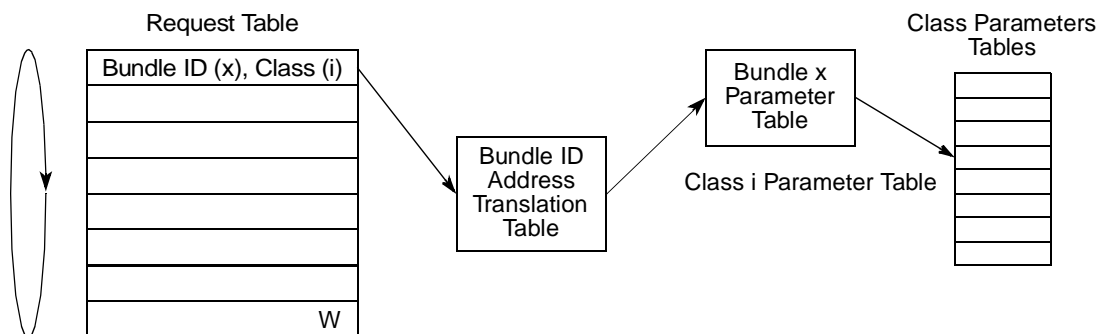 Request Table
Bundle ID (x), Class (i)
W
Bundle ID
Address
Translation
Table
Bundle x
Parameter
Table
Class i Parameter Table
Class Parameters
Tables